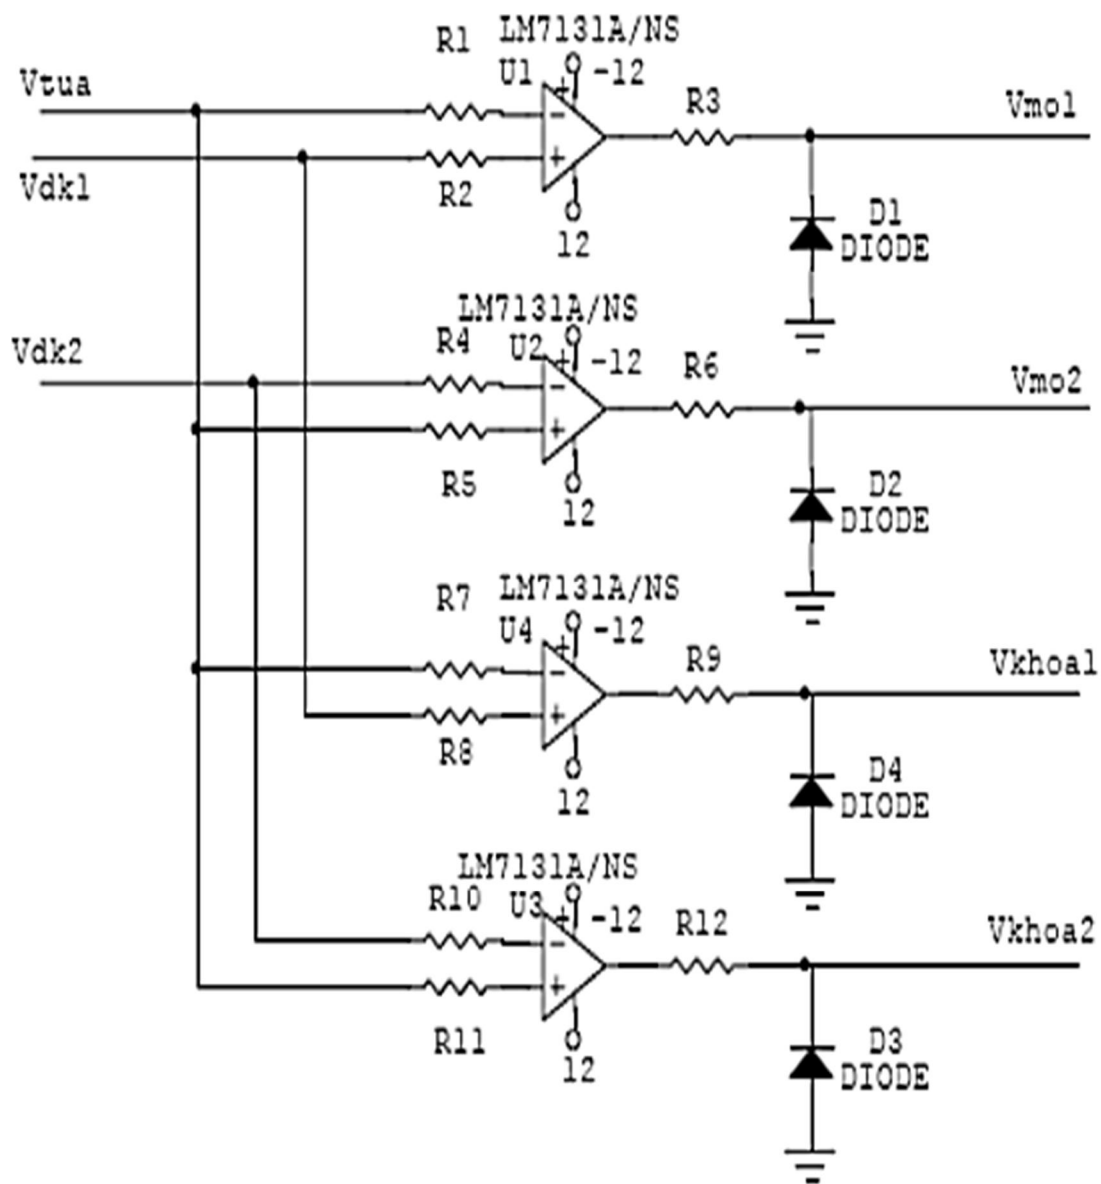 LM7131A/NS
R1
U1
-12
Vtua
R3
Vmo1
Vdk1
R2
12
D1
DIODE
LM7131A/NS
R4
U2
-12
Vdk2
R6
Vmo2
R5
12
D2
DIODE
LM7131A/NS
R7
U4
-12
R9
Vkhoa1
R8
12
D4
DIODE
LM7131A/NS
R10
U3
-12
R12
Vkhoa2
R11
12
D3
DIODE